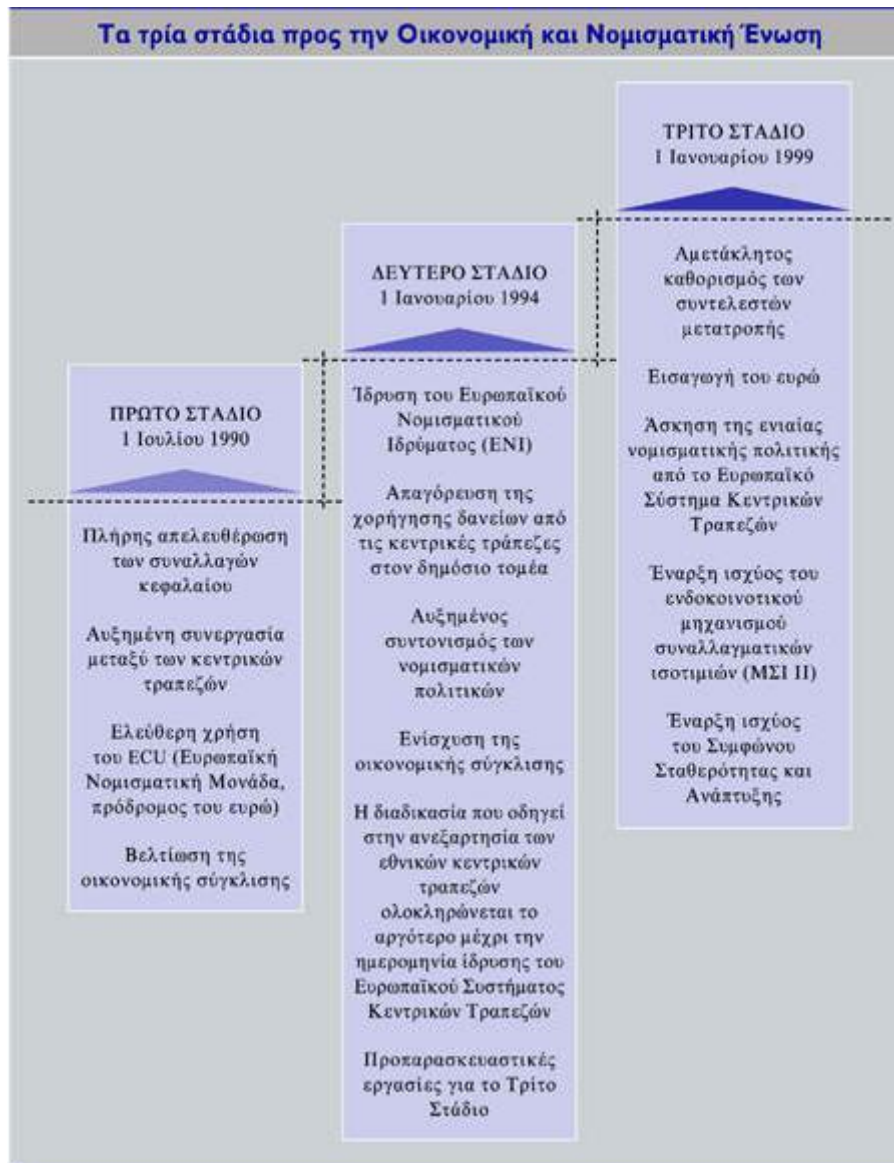 Τα τρία στάδια προς την Οικονομική και Νομισματική Ένωση
ΠΡΩΤΟ ΣΤΑΔΙΟ
1 Ιουλίου 1990
Πλήρης απελευθέρωση
των συναλλαγών
κεφαλαίου
Αυξημένη συνεργασία
μεταξύ των κεντρικών
τραπεζών
Ελεύθερη χρήση
του ECU (Ευρωπαϊκή
Νομισματική Μονάδα,
πρόδρομος του ευρώ)
Βελτίωση της
οικονομικής σύγκλισης
ΔΕΥΤΕΡΟ ΣΤΑΔΙΟ
1 Ιανουαρίου 1994
Ίδρυση του Ευρωπαϊκού
Νομισματικού
Ιδρύματος (ΕΝΙ)
Απαγόρευση της
χορήγησης δανείων από
τις κεντρικές τράπεζες
στον δημόσιο τομέα
Αυξημένος
συντονισμός των
νομισματικών
πολιτικών
Ενίσχυση της
οικονομικής σύγκλισης
Η διαδικασία που οδηγεί
στην ανεξαρτησία των
εθνικών κεντρικών
τραπεζών
ολοκληρώνεται το
αργότερο μέχρι την
ημερομηνία ίδρυσης του
Ευρωπαϊκού Συστήματος
Κεντρικών Τραπεζών
Προπαρασκευαστικές
εργασίες για το Τρίτο
Στάδιο
ΤΡΙΤΟ ΣΤΑΔΙΟ
1 Ιανουαρίου 1999
Αμετάκλητος
καθορισμός των
συντελεστών
μετατροπής
Εισαγωγή του ευρώ
Άσκηση της ενιαίας
νομισματικής πολιτικής
από το Ευρωπαϊκό
Σύστημα Κεντρικών
Τραπεζών
Έναρξη ισχύος του
ενδοκοινοτικού
μηχανισμού
συναλλαγματικών
ισοτιμιών (ΜΣΙ ΙΙ)
Έναρξη ισχύος
του Συμφώνου
Σταθερότητας και
Ανάπτυξης